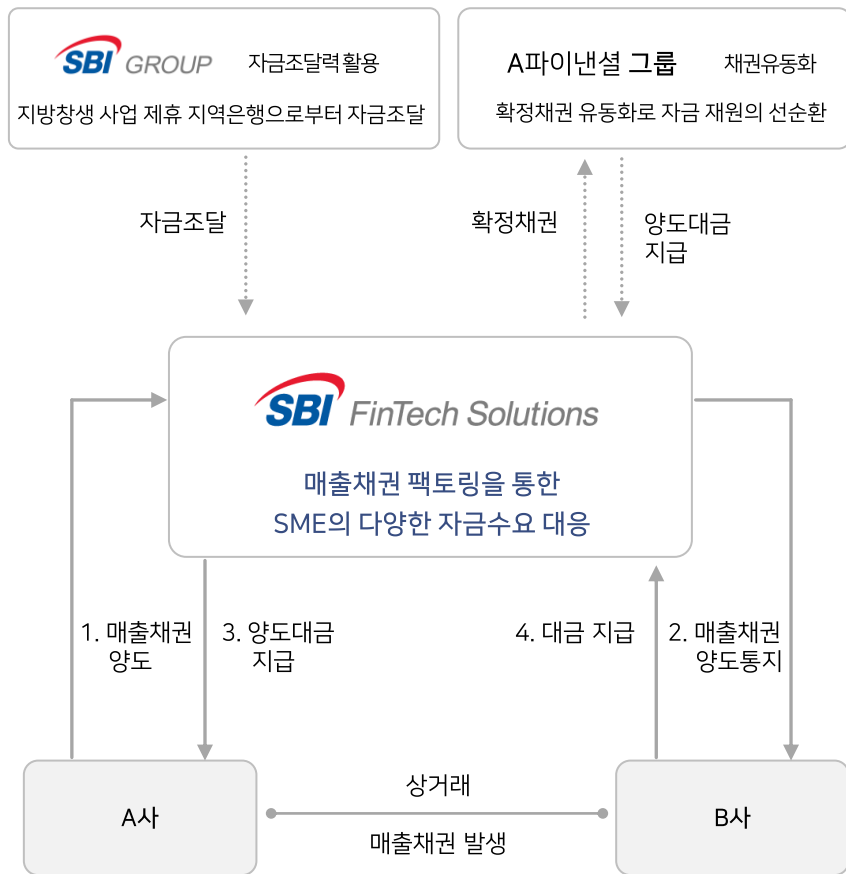 SBI GROUP 자금조달력 활용
지방창생 사업 제휴 지역은행으로부터 자금조달
A파이낸셜 그룹 채권유동화
확정채권 유동화로 자금 재원의 선순환
자금조달
확정채권
양도대금
지급
SBI FinTech Solutions
매출채권 팩토링을 통한
SME의 다양한 자금수요 대응
1. 매출채권
양도
3. 양도대금
지급
4. 대금 지급
2. 매출채권
양도통지
A사
상거래
매출채권 발생
B사